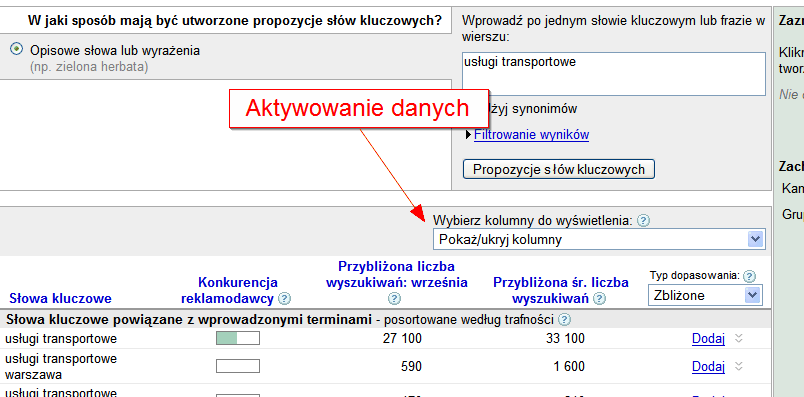 W jaki sposób mają być utworzone propozycje słów kluczowych?
Opisowe słowa lub wyrażenia
(np. zielona herbata)
Wprowadź po jednym słowie kluczowym lub frazie w
wierszu:
usługi transportowe
Aktywowanie danych
synonimów
Filtrowanie wyników
Propozycje słów kluczowych
Wybierz kolumny do wyświetlenia:
Pokaż/ukryj kolumny
Słowa kluczowe
Konkurencja
reklamodawcy
Przybliżona liczba
wyszukiwań: września
Przybliżona śr. liczba
wyszukiwań
Typ dopasowania:
Zbliżone
Słowa kluczowe powiązane z wprowadzonymi terminami - posortowane według trafności
usługi transportowe 27 100 33 100 Dodaj
usługi transportowe
warszawa
590 1 600 Dodaj
usługi transportowe
Nie